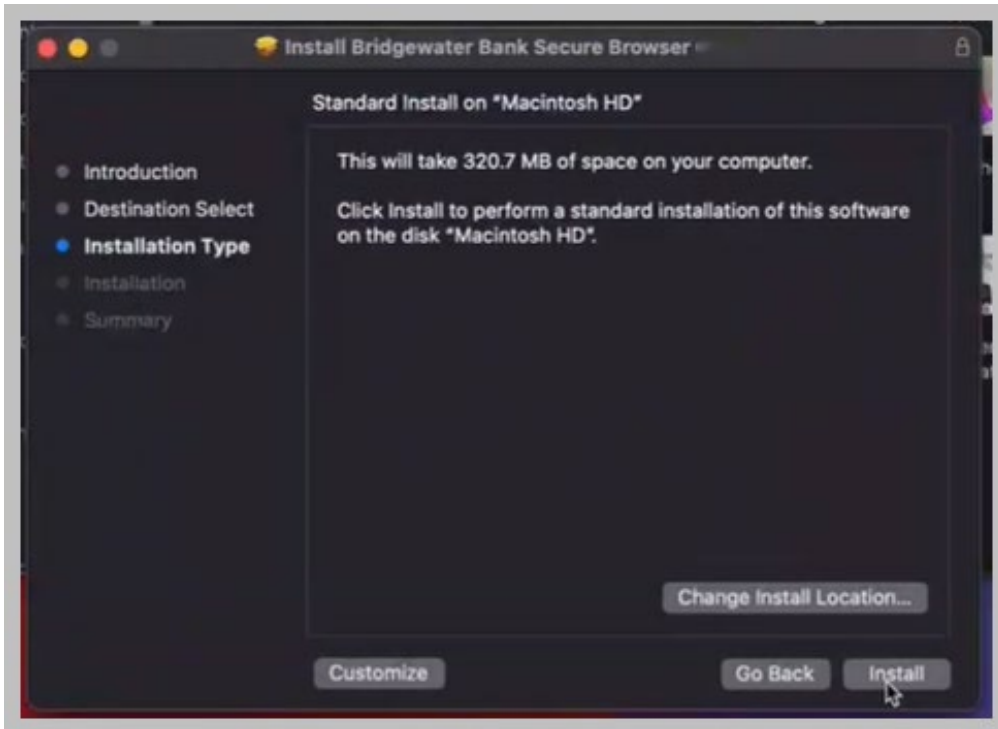 Install Bridgewater Bank Secure Browser
Standard Install on "Macintosh HD"
Introduction
Destination Select
Installation Type
Installation
Summary
This will take 320.7 MB of space on your computer.
Click Install to perform a standard installation of this software
on the disk "Macintosh HD".
Change Install Location...
Customize
Go Back
Install